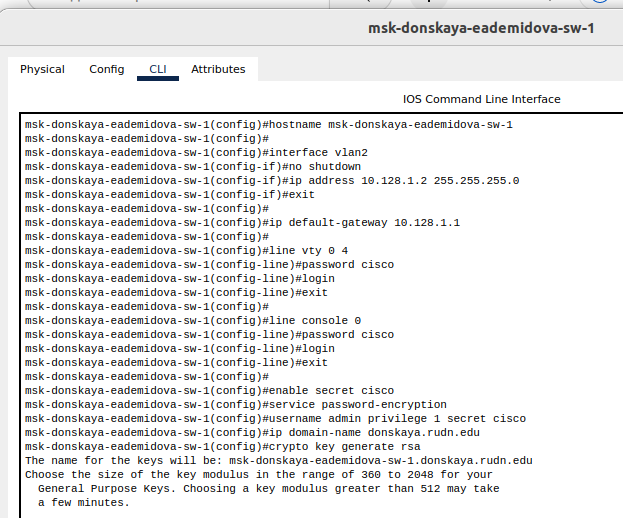 msk-donskaya-eademidova-sw-1
Physical Config CLI Attributes
IOS Command Line Interface
msk-donskaya-eademidova-sw-1(config)#hostname msk-donskaya-eademidova-sw-1
msk-donskaya-eademidova-sw-1(config)#
msk-donskaya-eademidova-sw-1(config)#interface vlan2
msk-donskaya-eademidova-sw-1(config-if)#no shutdown
msk-donskaya-eademidova-sw-1(config-if)#ip address 10.128.1.2 255.255.255.0
msk-donskaya-eademidova-sw-1(config-if)#exit
msk-donskaya-eademidova-sw-1(config)#
msk-donskaya-eademidova-sw-1(config)#ip default-gateway 10.128.1.1
msk-donskaya-eademidova-sw-1(config)#
msk-donskaya-eademidova-sw-1(config)#line vty 0 4
msk-donskaya-eademidova-sw-1(config-line)#password cisco
msk-donskaya-eademidova-sw-1(config-line)#login
msk-donskaya-eademidova-sw-1(config-line)#exit
msk-donskaya-eademidova-sw-1(config)#
msk-donskaya-eademidova-sw-1(config)#line console 0
msk-donskaya-eademidova-sw-1(config-line)#password cisco
msk-donskaya-eademidova-sw-1(config-line)#login
msk-donskaya-eademidova-sw-1(config-line)#exit
msk-donskaya-eademidova-sw-1(config)#
msk-donskaya-eademidova-sw-1(config)#enable secret cisco
msk-donskaya-eademidova-sw-1(config)#service password-encryption
msk-donskaya-eademidova-sw-1(config)#username admin privilege 1 secret cisco
msk-donskaya-eademidova-sw-1(config)#ip domain-name donskaya.rudn.edu
msk-donskaya-eademidova-sw-1(config)#crypto key generate rsa
The name for the keys will be: msk-donskaya-eademidova-sw-1.donskaya.rudn.edu
Choose the size of the key modulus in the range of 360 to 2048 for your
General Purpose Keys. Choosing a key modulus greater than 512 may take
a few minutes.